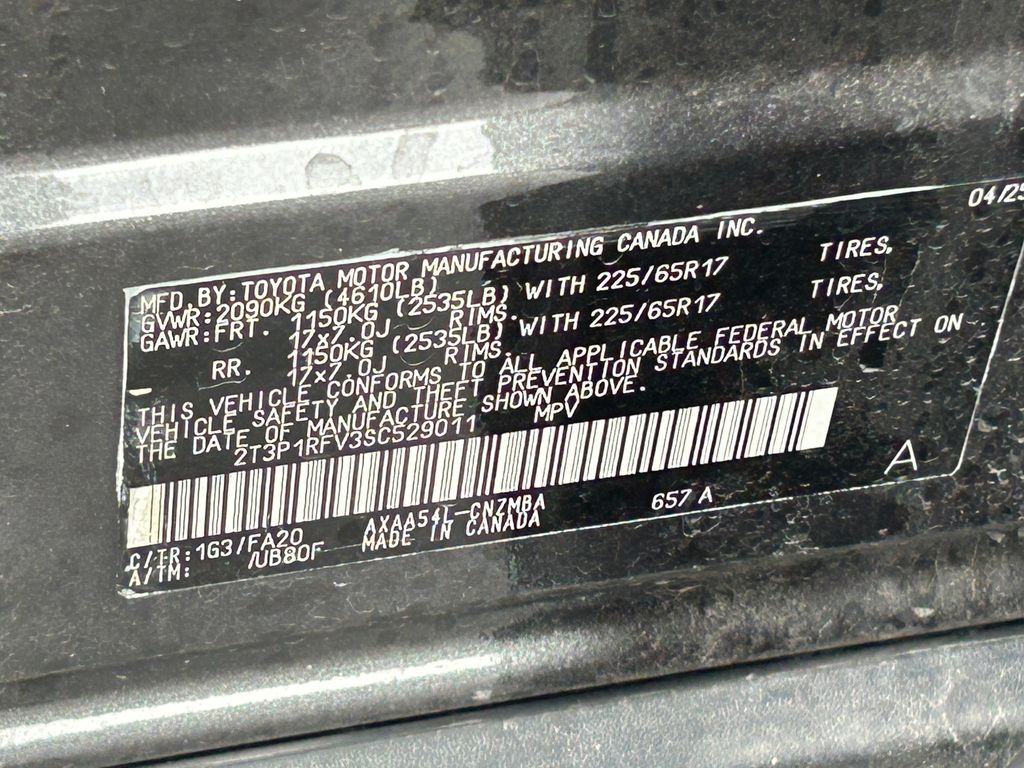 04/25
MFD. BY: TOYOTA MOTOR MANUFACTURING CANADA INC.
GVWR: 2090KG (4610LB)
GAWR: FRT. 1150KG (2535LB) WITH 225/65R17 TIRES,
17×7.0J RIMS.
RR. 1150KG (2535LB) WITH 225/65R17 TIRES,
17×7.0J RIMS.
THIS VEHICLE CONFORMS TO ALL APPLICABLE FEDERAL MOTOR
VEHICLE SAFETY AND THEFT PREVENTION STANDARDS IN EFFECT ON
THE DATE OF MANUFACTURE SHOWN ABOVE.
2T3P1RFV3SC529011 MPV
A
C/TR: 1G3/FA20 AXAA54L-CNZMBA 657 A
A/TM: /UB80F MADE IN CANADA